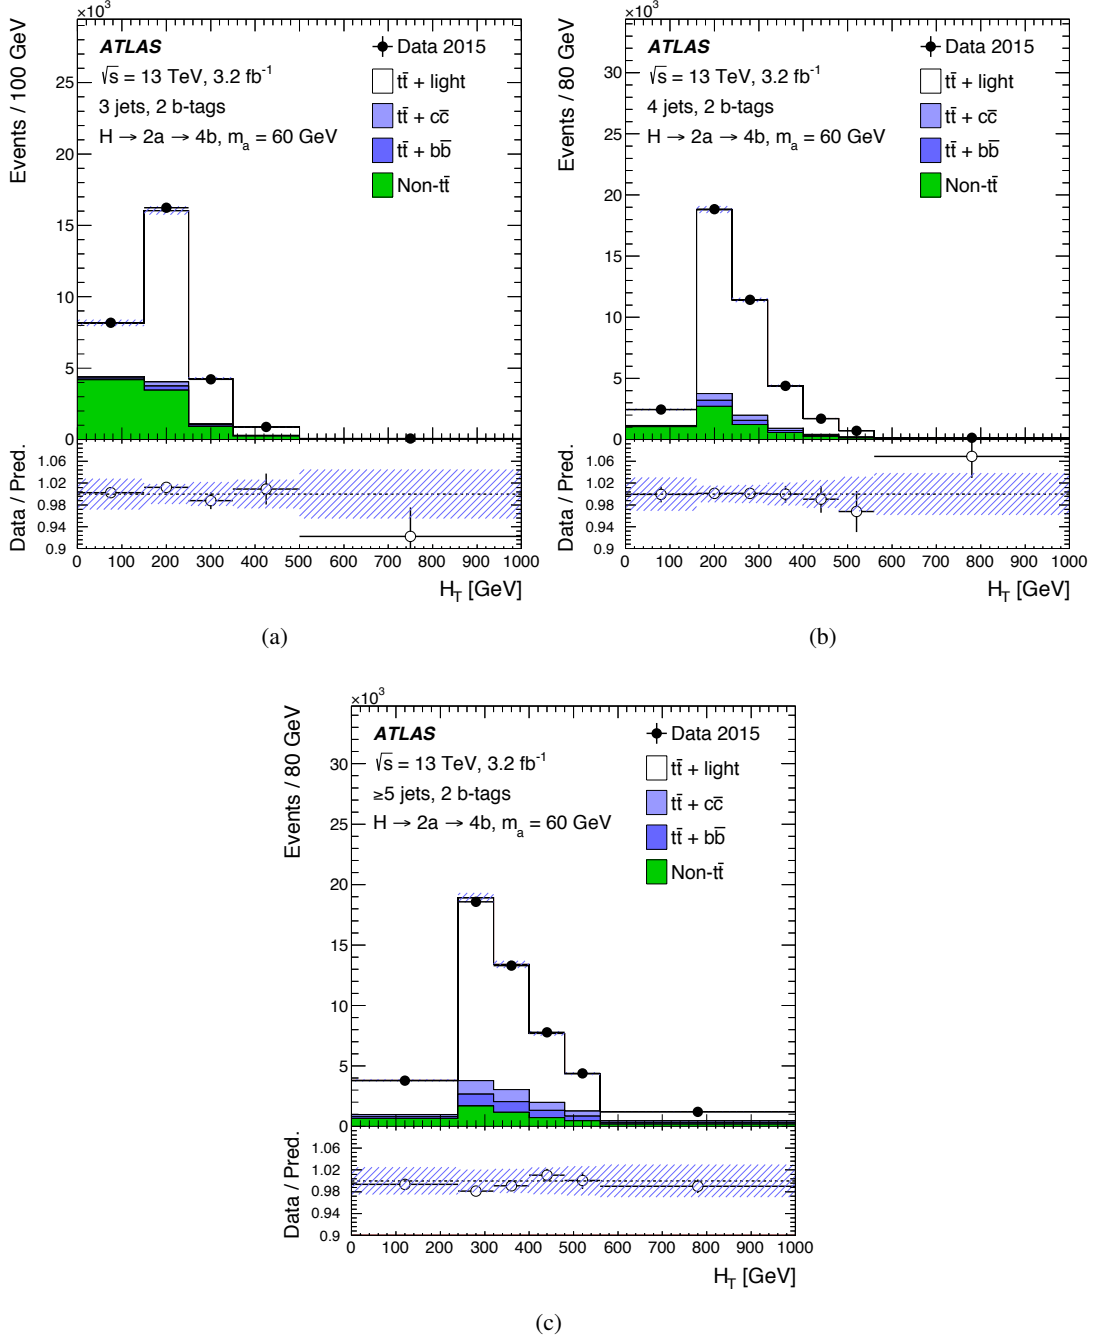 ×10³
Events / 100 GeV
ATLAS
√s = 13 TeV, 3.2 fb⁻¹
3 jets, 2 b-tags
H → 2a → 4b, mₐ = 60 GeV
Data 2015
tt̄ + light
tt̄ + cc̄
tt̄ + bb̄
Non-tt̄
25
20
15
10
5
0
Data / Pred.
1.06
1.02
0.98
0.94
0.9
0 100 200 300 400 500 600 700 800 900 1000
H_T [GeV]
(a)
×10³
Events / 80 GeV
ATLAS
√s = 13 TeV, 3.2 fb⁻¹
4 jets, 2 b-tags
H → 2a → 4b, mₐ = 60 GeV
Data 2015
tt̄ + light
tt̄ + cc̄
tt̄ + bb̄
Non-tt̄
30
25
20
15
10
5
0
Data / Pred.
1.06
1.02
0.98
0.94
0.9
0 100 200 300 400 500 600 700 800 900 1000
H_T [GeV]
(b)
×10³
Events / 80 GeV
ATLAS
√s = 13 TeV, 3.2 fb⁻¹
≥5 jets, 2 b-tags
H → 2a → 4b, mₐ = 60 GeV
Data 2015
tt̄ + light
tt̄ + cc̄
tt̄ + bb̄
Non-tt̄
30
25
20
15
10
5
0
Data / Pred.
1.06
1.02
0.98
0.94
0.9
0 100 200 300 400 500 600 700 800 900 1000
H_T [GeV]
(c)